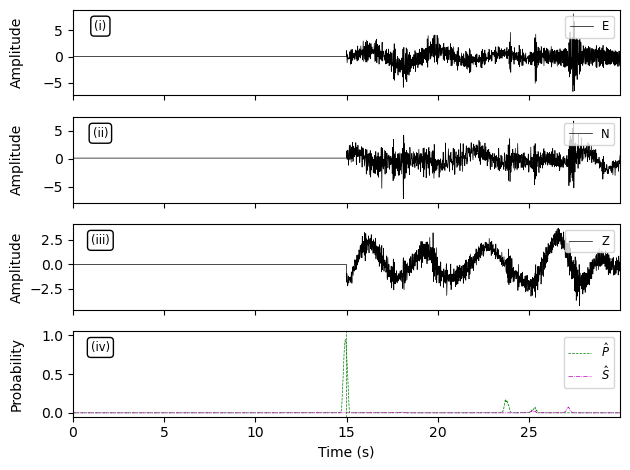 (i)
E
Amplitude
5
0
−5
(ii)
N
Amplitude
5
0
−5
(iii)
Z
Amplitude
2.5
0.0
−2.5
(iv)
P̂
Ŝ
Probability
1.0
0.5
0.0
0 5 10 15 20 25
Time (s)